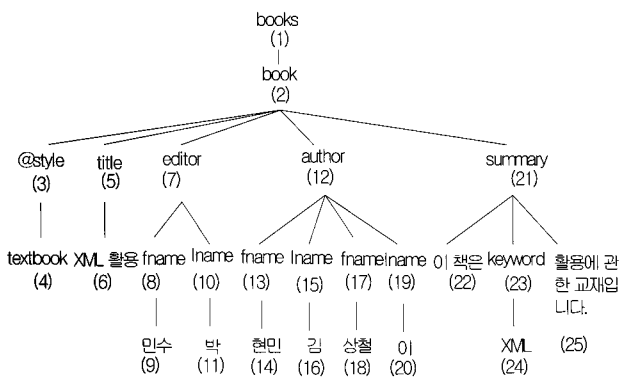 books
(1)
book
(2)
@style title editor author summary
(3) (5) (7) (12) (21)
textbook XML 활용 fname lname fname lname fname lname 이 책은 keyword 활용에 관
(4) (6) (8) (10) (13) (15) (17) (19) (22) (23) 한 교재입
니다.
민수 박 현민 김 상철 이 XML (25)
(9) (11) (14) (16) (18) (20) (24)